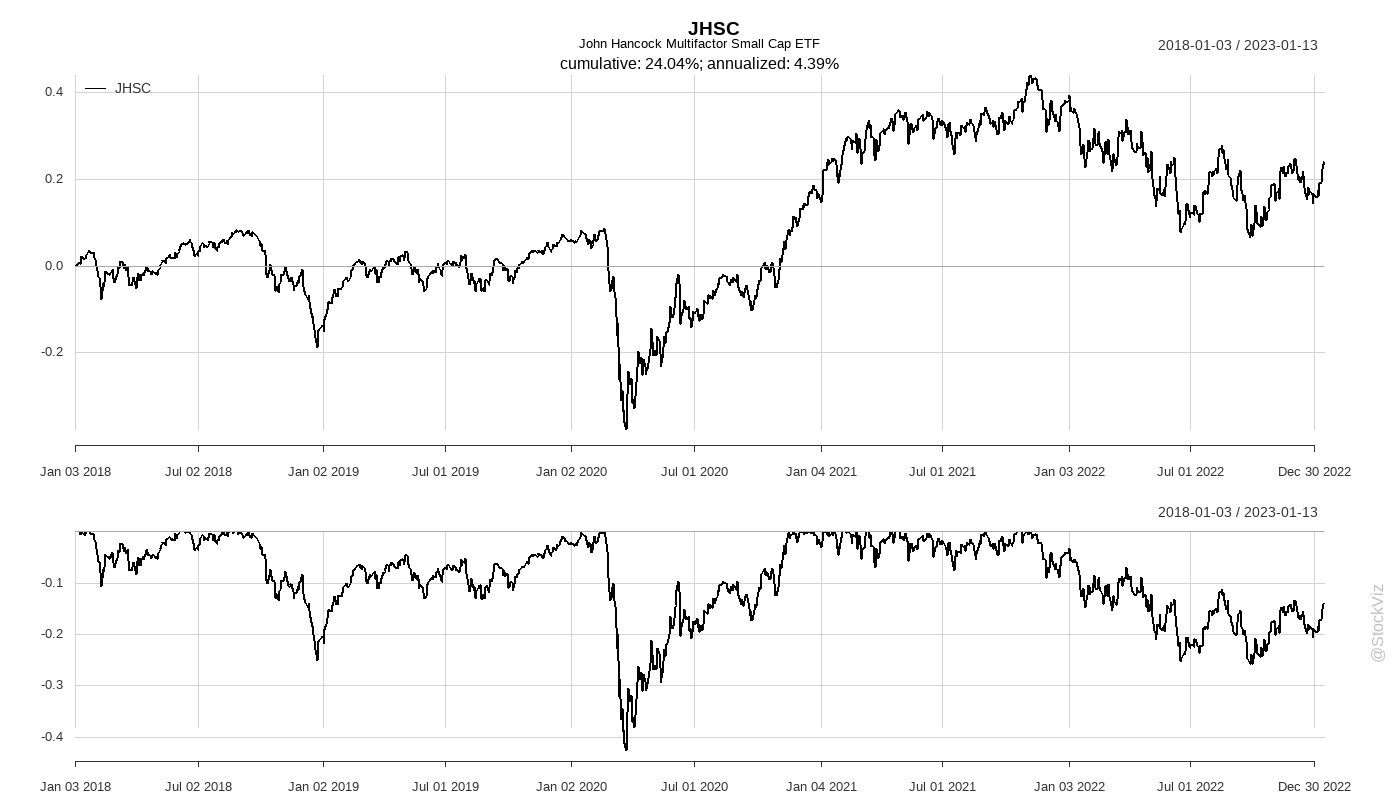 JHSC
John Hancock Multifactor Small Cap ETF
cumulative: 24.04%; annualized: 4.39%
2018-01-03 / 2023-01-13
JHSC
0.4
0.2
0.0
-0.2
Jan 03 2018 Jul 02 2018 Jan 02 2019 Jul 01 2019 Jan 02 2020 Jul 01 2020 Jan 04 2021 Jul 01 2021 Jan 03 2022 Jul 01 2022 Dec 30 2022
2018-01-03 / 2023-01-13
-0.1
-0.2
-0.3
-0.4
Jan 03 2018 Jul 02 2018 Jan 02 2019 Jul 01 2019 Jan 02 2020 Jul 01 2020 Jan 04 2021 Jul 01 2021 Jan 03 2022 Jul 01 2022 Dec 30 2022
@StockViz